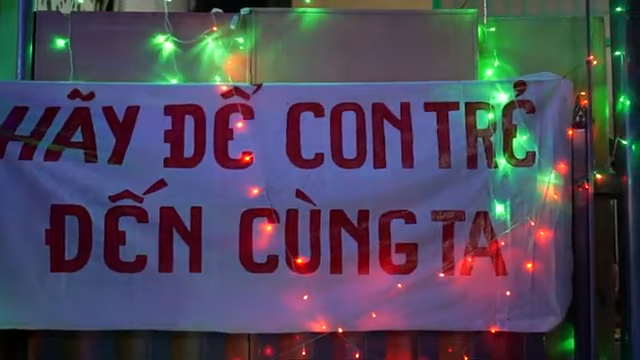 HÃY ĐỂ CON TRẺ
ĐẾN CÙNG TA